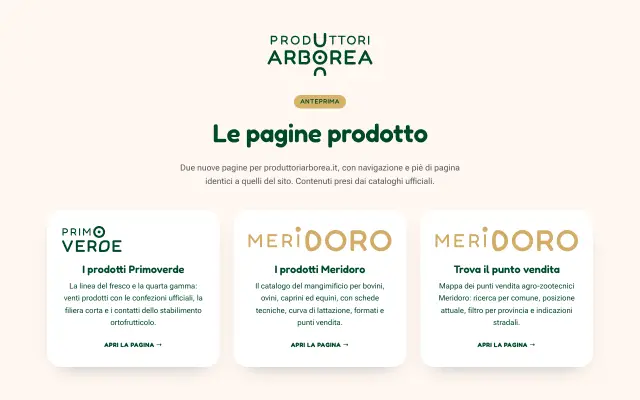 PRODUTTORI
ARBOREA
ANTEPRIMA
Le pagine prodotto
Due nuove pagine per produttoriarborea.it, con navigazione e piè di pagina
identici a quelli del sito. Contenuti presi dai cataloghi ufficiali.
PRIMO
VERDE
I prodotti Primoverde
La linea del fresco e la quarta gamma:
venti prodotti con le confezioni ufficiali, la
filiera corta e i contatti dello stabilimento
ortofrutticolo.
APRI LA PAGINA →
MERIDORO
I prodotti Meridoro
Il catalogo del mangimificio per bovini,
ovini, caprini ed equini, con schede
tecniche, curva di lattazione, formati e
punti vendita.
APRI LA PAGINA →
MERIDORO
Trova il punto vendita
Mappa dei punti vendita agro-zootecnici
Meridoro: ricerca per comune, posizione
attuale, filtro per provincia e indicazioni
stradali.
APRI LA PAGINA →